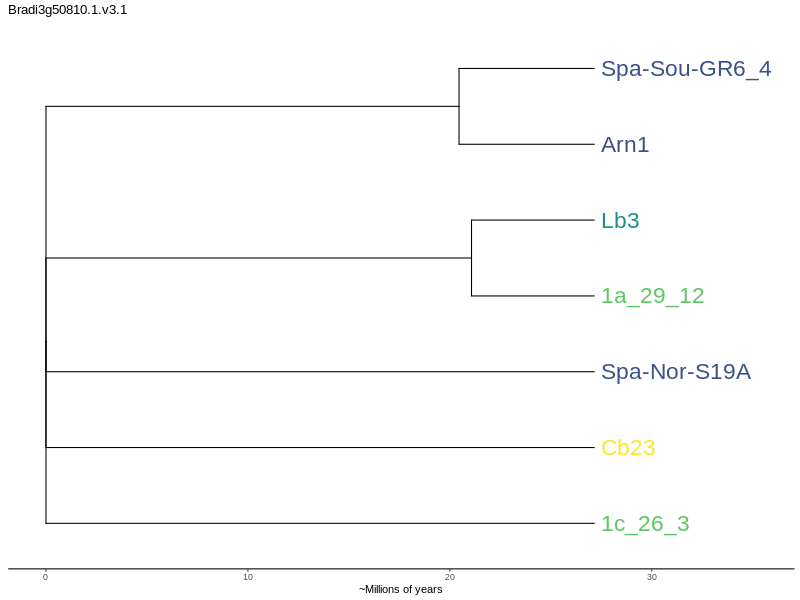 Bradi3g50810.1.v3.1
Spa-Sou-GR6_4
Arn1
Lb3
1a_29_12
Spa-Nor-S19A
Cb23
1c_26_3
0 10 20 30
~Millions of years